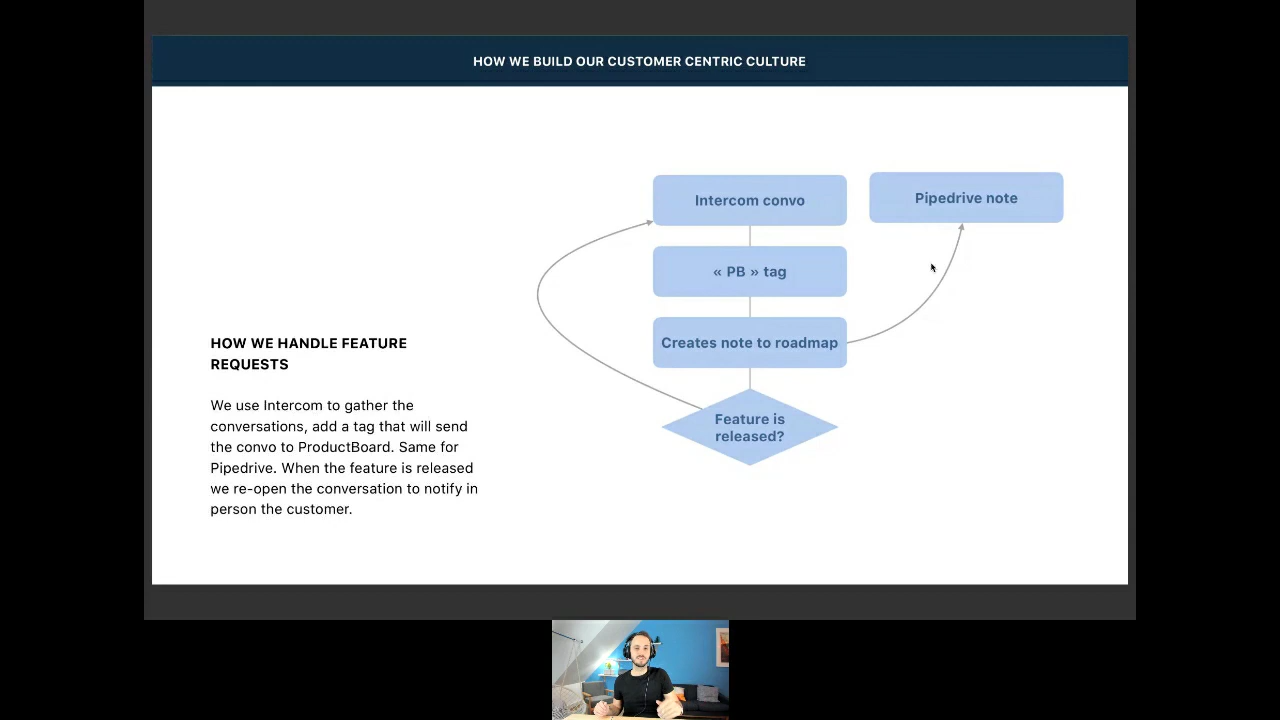 HOW WE BUILD OUR CUSTOMER CENTRIC CULTURE
Intercom convo
Pipedrive note
« PB » tag
Creates note to roadmap
Feature is
released?
HOW WE HANDLE FEATURE
REQUESTS
We use Intercom to gather the
conversations, add a tag that will send
the convo to ProductBoard. Same for
Pipedrive. When the feature is released
we re-open the conversation to notify in
person the customer.